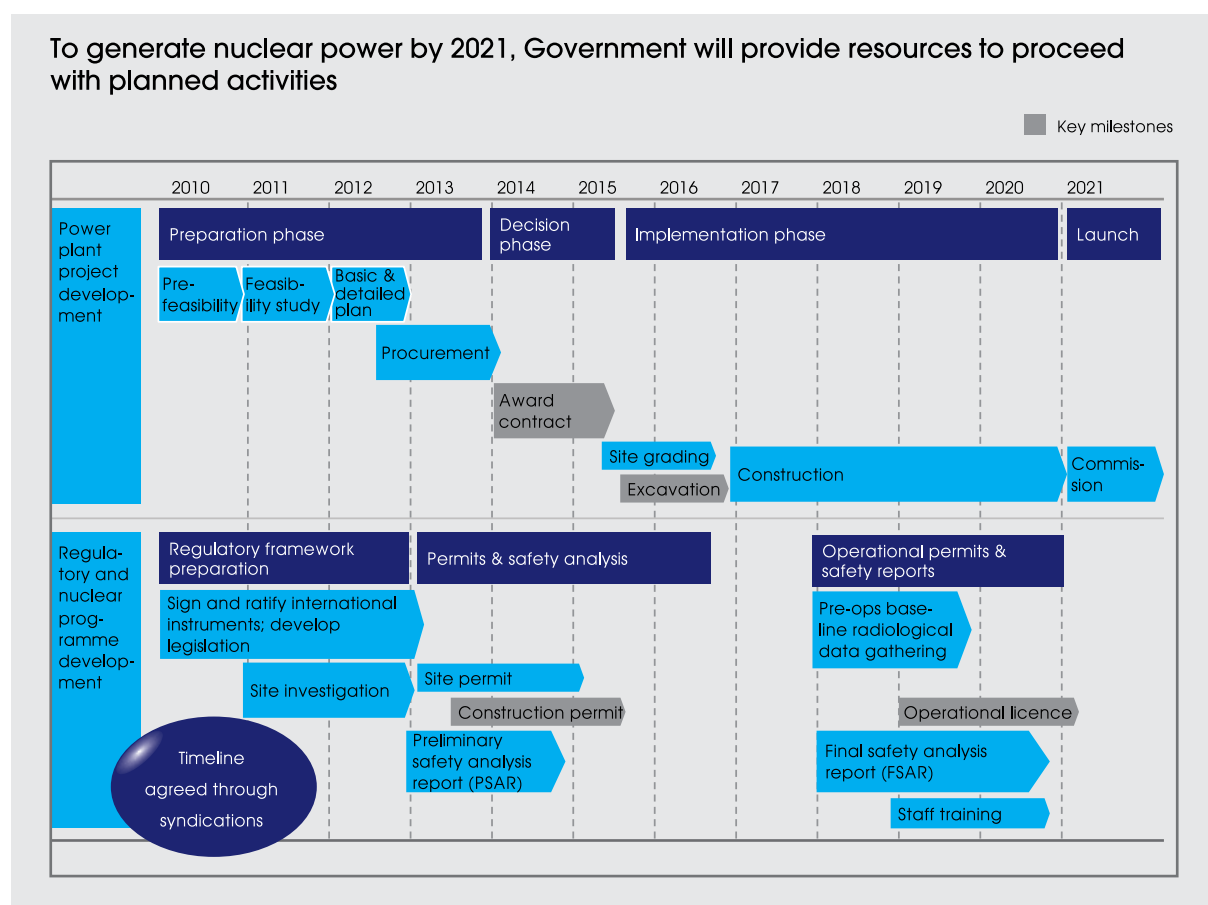 To generate nuclear power by 2021, Government will provide resources to proceed
with planned activities
Key milestones
2010 2011 2012 2013 2014 2015 2016 2017 2018 2019 2020 2021
Power
plant
project
develop-
ment
Preparation phase
Decision
phase
Implementation phase
Launch
Pre-
feasibility
Feasib-
ility study
Basic &
detailed
plan
Procurement
Award
contract
Site grading
Excavation
Construction
Commis-
sion
Regula-
tory and
nuclear
prog-
ramme
develop-
ment
Regulatory framework
preparation
Permits & safety analysis
Operational permits &
safety reports
Sign and ratify international
instruments; develop
legislation
Pre-ops base-
line radiological
data gathering
Site investigation
Site permit
Construction permit
Operational licence
Preliminary
safety analysis
report (PSAR)
Final safety analysis
report (FSAR)
Staff training
Timeline
agreed through
syndications